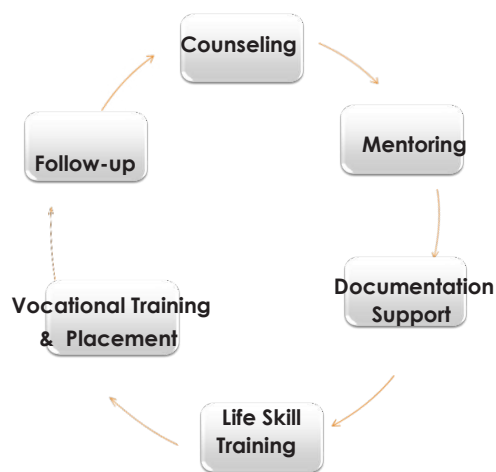 Counseling
Mentoring
Documentation
Support
Life Skill
Training
Vocational Training
& Placement
Follow-up